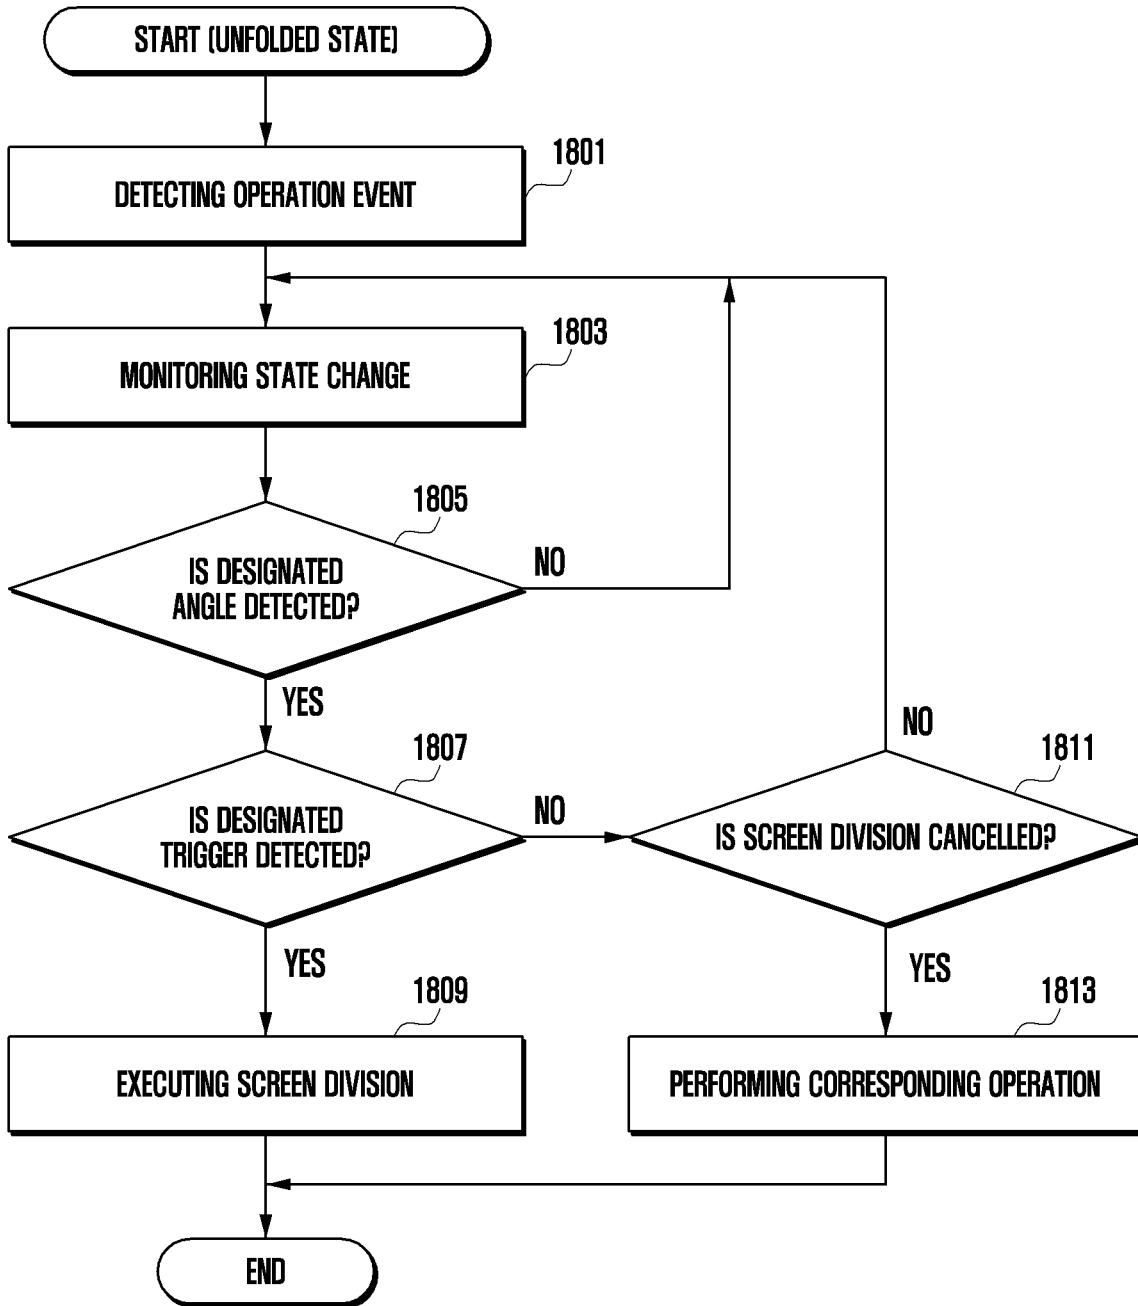 START (UNFOLDED STATE)
1801
DETECTING OPERATION EVENT
1803
MONITORING STATE CHANGE
1805
IS DESIGNATED
ANGLE DETECTED?
NO
YES
1807
IS DESIGNATED
TRIGGER DETECTED?
NO
NO
1811
IS SCREEN DIVISION CANCELLED?
YES
YES
1809
EXECUTING SCREEN DIVISION
1813
PERFORMING CORRESPONDING OPERATION
END